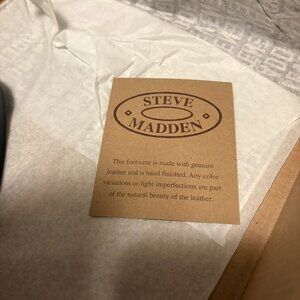 STEVE
MADDEN
This footwear is made with genuine
leather and is hand finished. Any color
variations or light imperfections are part
of the natural beauty of the leather.